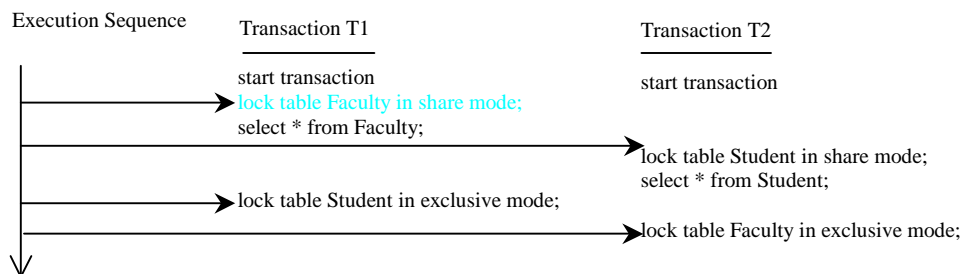 Execution Sequence
Transaction T1
Transaction T2
start transaction
start transaction
lock table Faculty in share mode;
select * from Faculty;
lock table Student in share mode;
select * from Student;
lock table Student in exclusive mode;
lock table Faculty in exclusive mode;